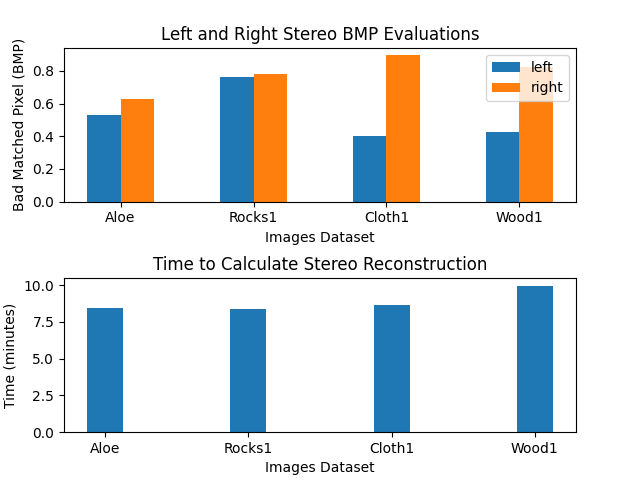 Left and Right Stereo BMP Evaluations
Bad Matched Pixel (BMP)
0.8
0.6
0.4
0.2
0.0
left
right
Aloe Rocks1 Cloth1 Wood1
Images Dataset
Time to Calculate Stereo Reconstruction
Time (minutes)
10.0
7.5
5.0
2.5
0.0
Aloe Rocks1 Cloth1 Wood1
Images Dataset